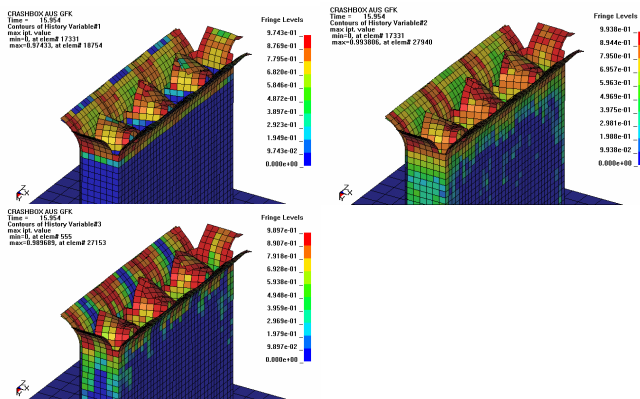 CRASHBOX AUS GFK
Time = 15.954
Contours of History Variable#1
max ipt. value
min=0, at elem# 17331
max=0.97433, at elem# 18754
Fringe Levels
9.743e-01
8.769e-01
7.795e-01
6.820e-01
5.846e-01
4.872e-01
3.897e-01
2.923e-01
1.949e-01
9.743e-02
0.000e+00
Z
X
CRASHBOX AUS GFK
Time = 15.954
Contours of History Variable#2
max ipt. value
min=0, at elem# 17331
max=0.993806, at elem# 27940
Fringe Levels
9.938e-01
8.944e-01
7.950e-01
6.957e-01
5.963e-01
4.969e-01
3.975e-01
2.981e-01
1.988e-01
9.938e-02
0.000e+00
Z
X
CRASHBOX AUS GFK
Time = 15.954
Contours of History Variable#3
max ipt. value
min=0, at elem# 555
max=0.989689, at elem# 27153
Fringe Levels
9.897e-01
8.907e-01
7.918e-01
6.928e-01
5.938e-01
4.948e-01
3.959e-01
2.969e-01
1.979e-01
9.897e-02
0.000e+00
Z
X